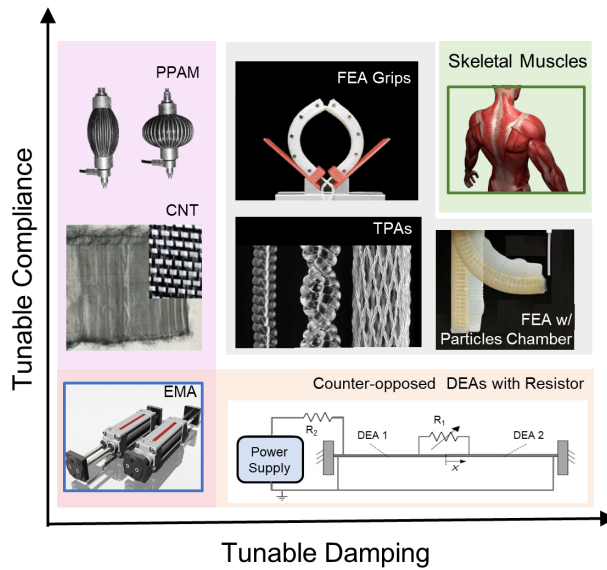 Tunable Compliance
PPAM
FEA Grips
Skeletal Muscles
CNT
TPAs
FEA w/
Particles Chamber
EMA
Counter-opposed DEAs with Resistor
R2
R1
Power
Supply
DEA 1
DEA 2
x
Tunable Damping